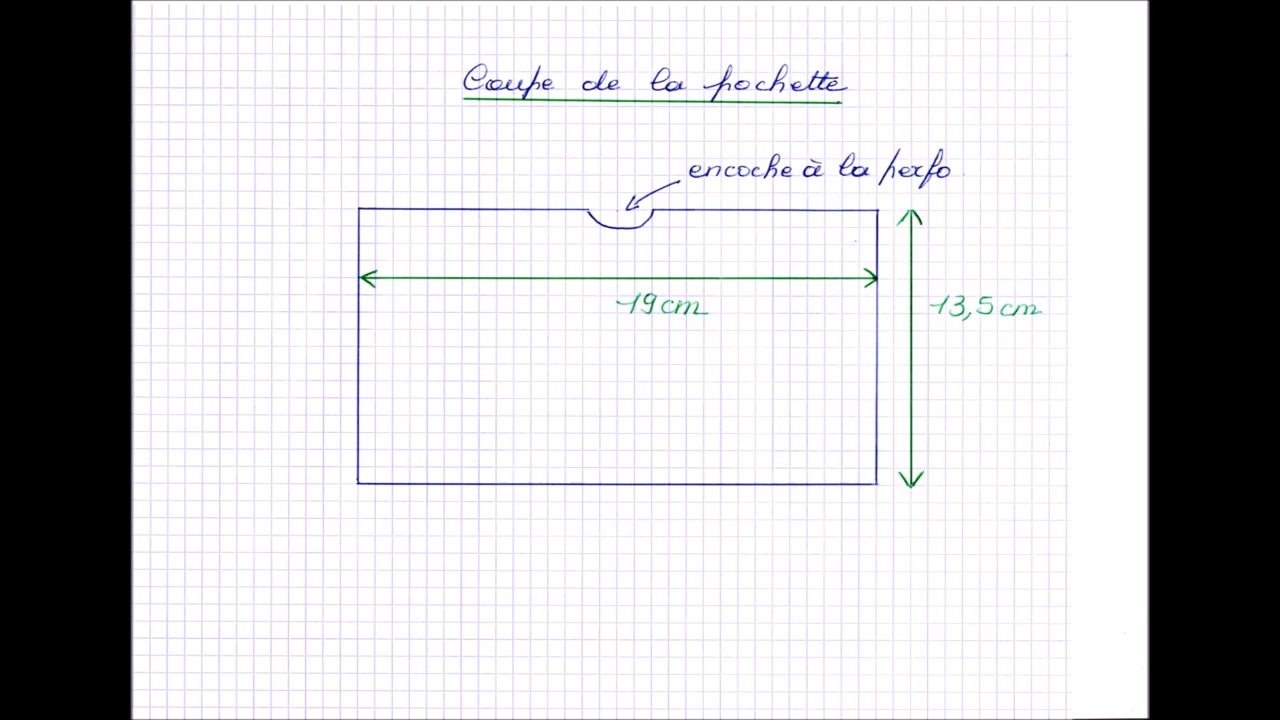 Coupe de la pochette
encoche à la perfo
19 cm
13,5 cm